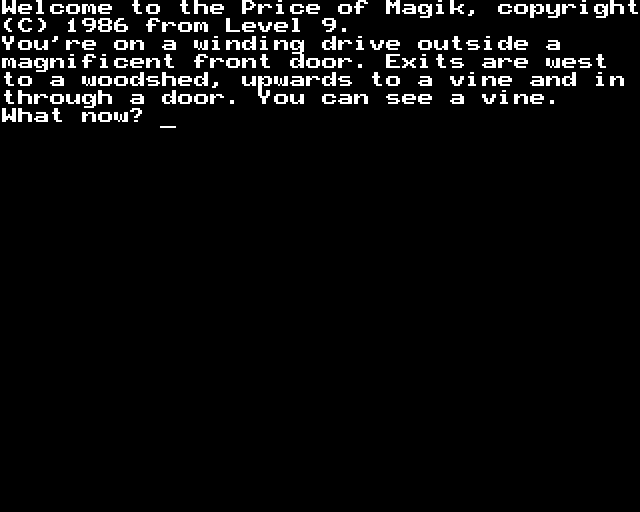 Welcome to the Price of Magik, copyright
(C) 1986 from Level 9.
You're on a winding drive outside a
magnificent front door. Exits are west
to a woodshed, upwards to a vine and in
through a door. You can see a vine.
What now? _